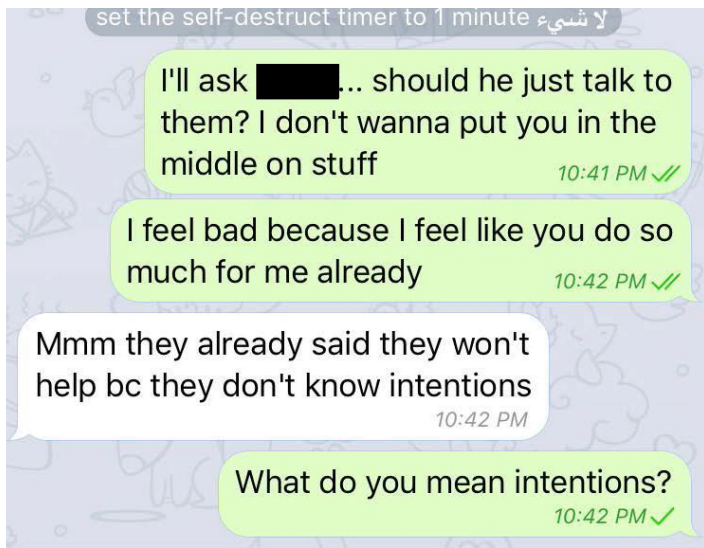 لا شيء set the self-destruct timer to 1 minute
I'll ask ... should he just talk to
them? I don't wanna put you in the
middle on stuff
10:41 PM
I feel bad because I feel like you do so
much for me already
10:42 PM
Mmm they already said they won't
help bc they don't know intentions
10:42 PM
What do you mean intentions?
10:42 PM